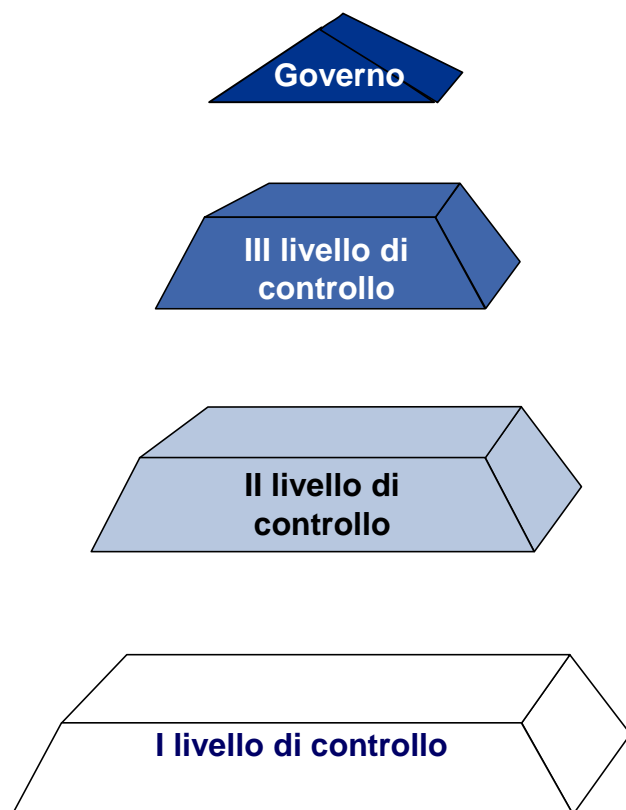 Governo
III livello di
controllo
II livello di
controllo
I livello di controllo